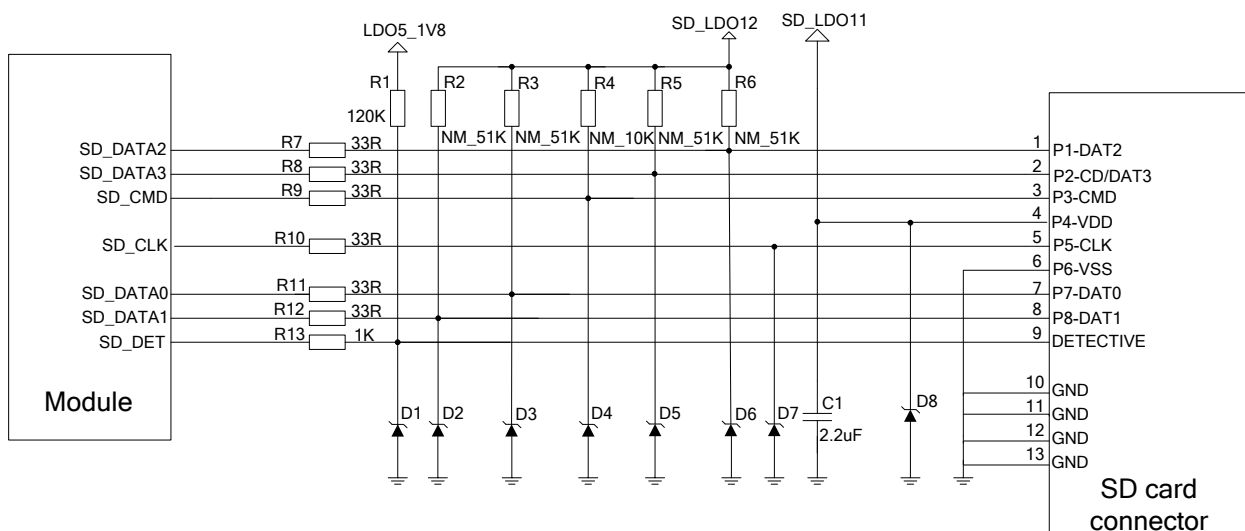 LDO5_1V8
SD_LDO12
SD_LDO11
R1
R2
R3
R4
R5
R6
120K
NM_51K
NM_51K
NM_10K
NM_51K
NM_51K
SD_DATA2
R7
33R
1
P1-DAT2
SD_DATA3
R8
33R
2
P2-CD/DAT3
SD_CMD
R9
33R
3
P3-CMD
4
P4-VDD
SD_CLK
R10
33R
5
P5-CLK
6
P6-VSS
SD_DATA0
R11
33R
7
P7-DAT0
SD_DATA1
R12
33R
8
P8-DAT1
SD_DET
R13
1K
9
DETECTIVE
Module
D1
D2
D3
D4
D5
D6
D7
C1
2.2uF
D8
10
GND
11
GND
12
GND
13
GND
SD card
connector